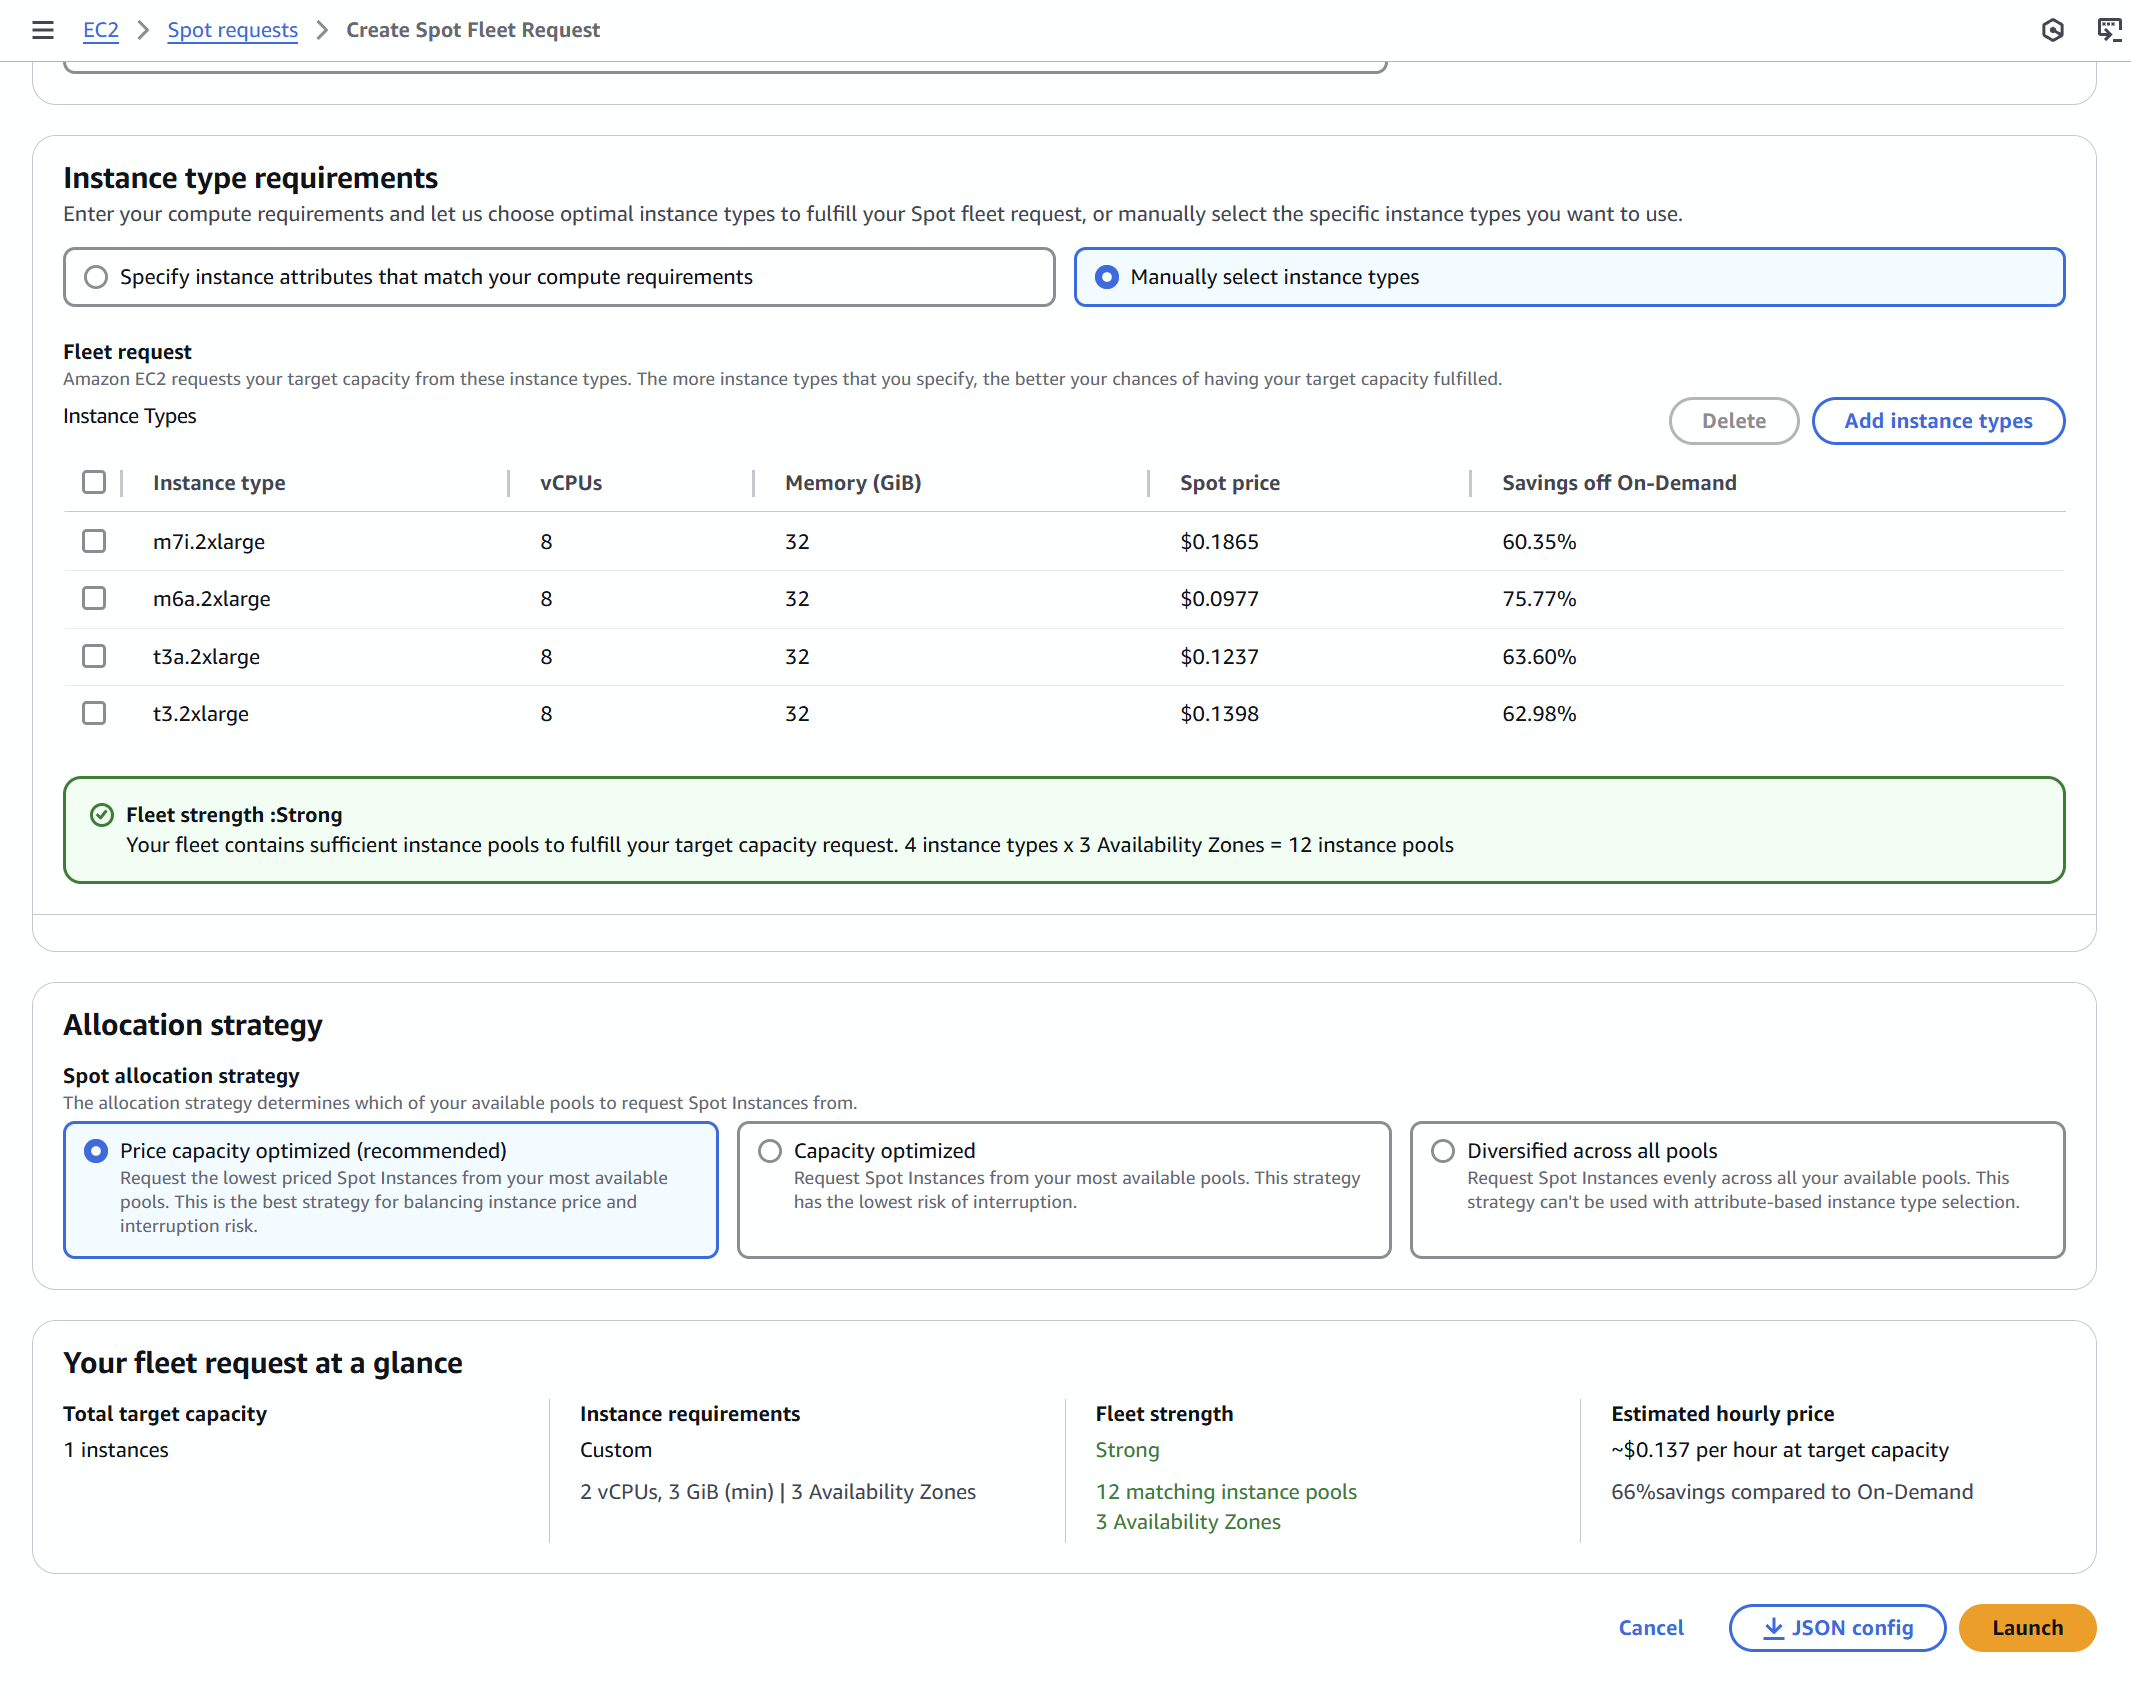 EC2 Spot requests Create Spot Fleet Request
Instance type requirements
Enter your compute requirements and let us choose optimal instance types to fulfill your Spot fleet request, or manually select the specific instance types you want to use.
Specify instance attributes that match your compute requirements
Manually select instance types
Fleet request
Amazon EC2 requests your target capacity from these instance types. The more instance types that you specify, the better your chances of having your target capacity fulfilled.
Instance Types
Delete
Add instance types
Instance type vCPUs Memory (GiB) Spot price Savings off On-Demand
m7i.2xlarge 8 32 $0.1865 60.35%
m6a.2xlarge 8 32 $0.0977 75.77%
t3a.2xlarge 8 32 $0.1237 63.60%
t3.2xlarge 8 32 $0.1398 62.98%
Fleet strength :Strong
Your fleet contains sufficient instance pools to fulfill your target capacity request. 4 instance types x 3 Availability Zones = 12 instance pools
Allocation strategy
Spot allocation strategy
The allocation strategy determines which of your available pools to request Spot Instances from.
Price capacity optimized (recommended)
Request the lowest priced Spot Instances from your most available
pools. This is the best strategy for balancing instance price and
interruption risk.
Capacity optimized
Request Spot Instances from your most available pools. This strategy
has the lowest risk of interruption.
Diversified across all pools
Request Spot Instances evenly across all your available pools. This
strategy can't be used with attribute-based instance type selection.
Your fleet request at a glance
Total target capacity
1 instances
Instance requirements
Custom
2 vCPUs, 3 GiB (min) | 3 Availability Zones
Fleet strength
Strong
12 matching instance pools
3 Availability Zones
Estimated hourly price
~$0.137 per hour at target capacity
66%savings compared to On-Demand
Cancel
JSON config
Launch